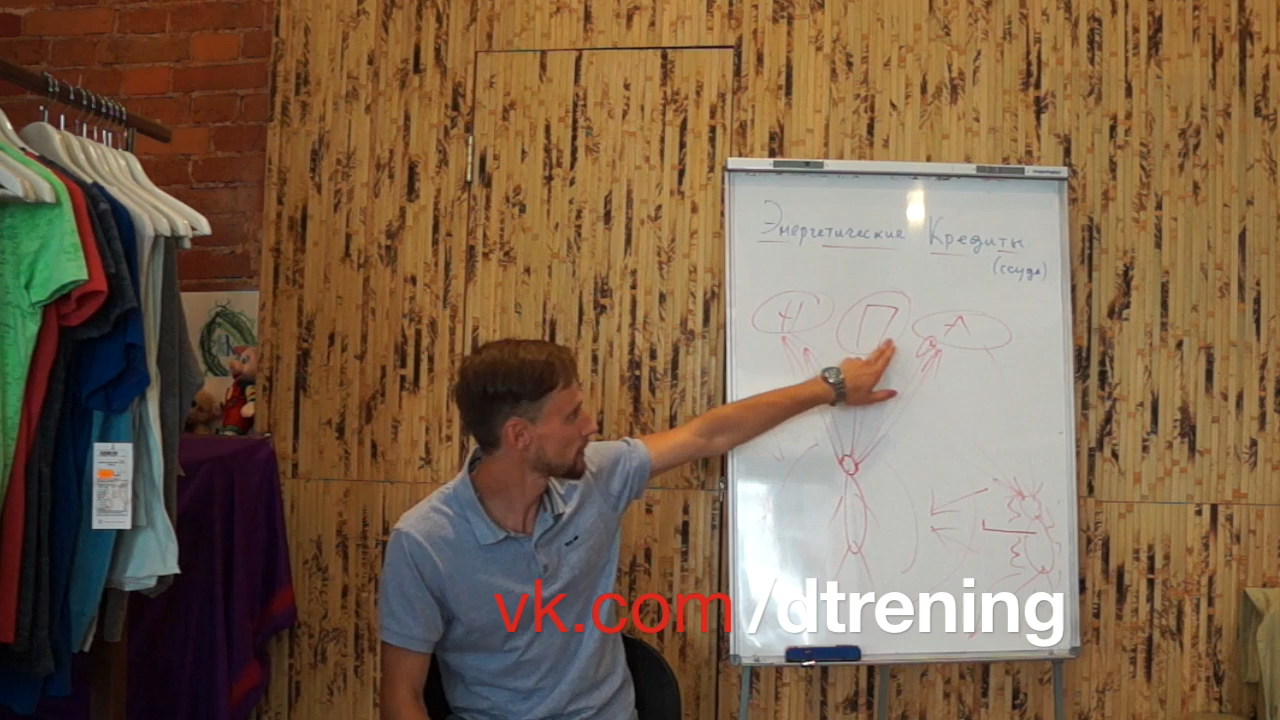 Энергетические Кредиты
(ссуда)
Н П А
vk.com/dtrening